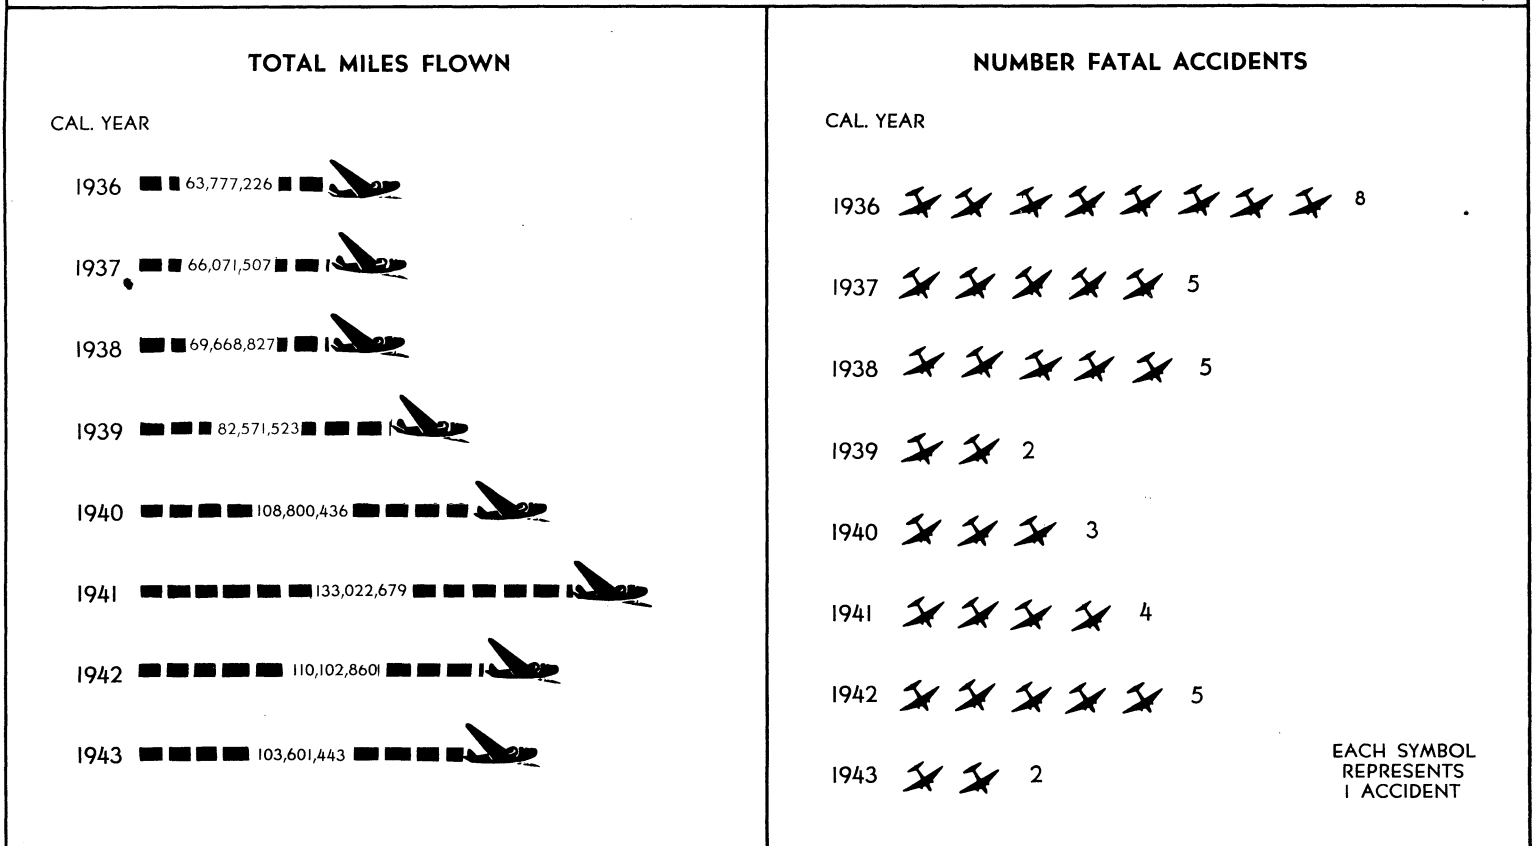 TOTAL MILES FLOWN
CAL. YEAR
1936 63,777,226
1937 66,071,507
1938 69,668,827
1939 82,571,523
1940 108,800,436
1941 133,022,679
1942 110,102,860
1943 103,601,443
NUMBER FATAL ACCIDENTS
CAL. YEAR
1936 8
1937 5
1938 5
1939 2
1940 3
1941 4
1942 5
1943 2
EACH SYMBOL
REPRESENTS
1 ACCIDENT